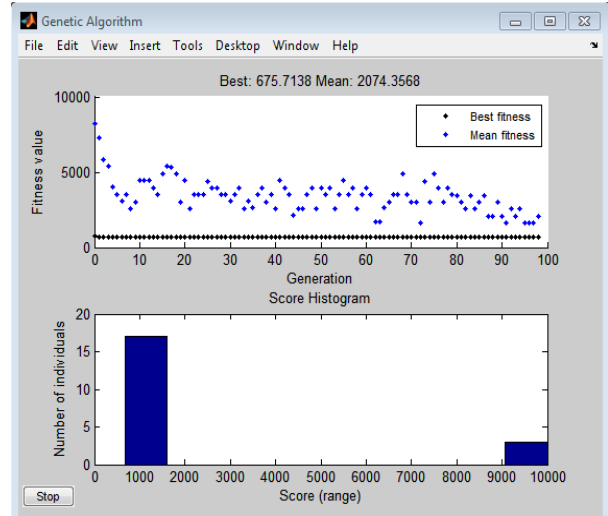 Genetic Algorithm
File Edit View Insert Tools Desktop Window Help
Best: 675.7138 Mean: 2074.3568
10000
5000
0
Fitness value
Best fitness
Mean fitness
0 10 20 30 40 50 60 70 80 90 100
Generation
Score Histogram
20
15
10
5
0
Number of individuals
0 1000 2000 3000 4000 5000 6000 7000 8000 9000 10000
Score (range)
Stop